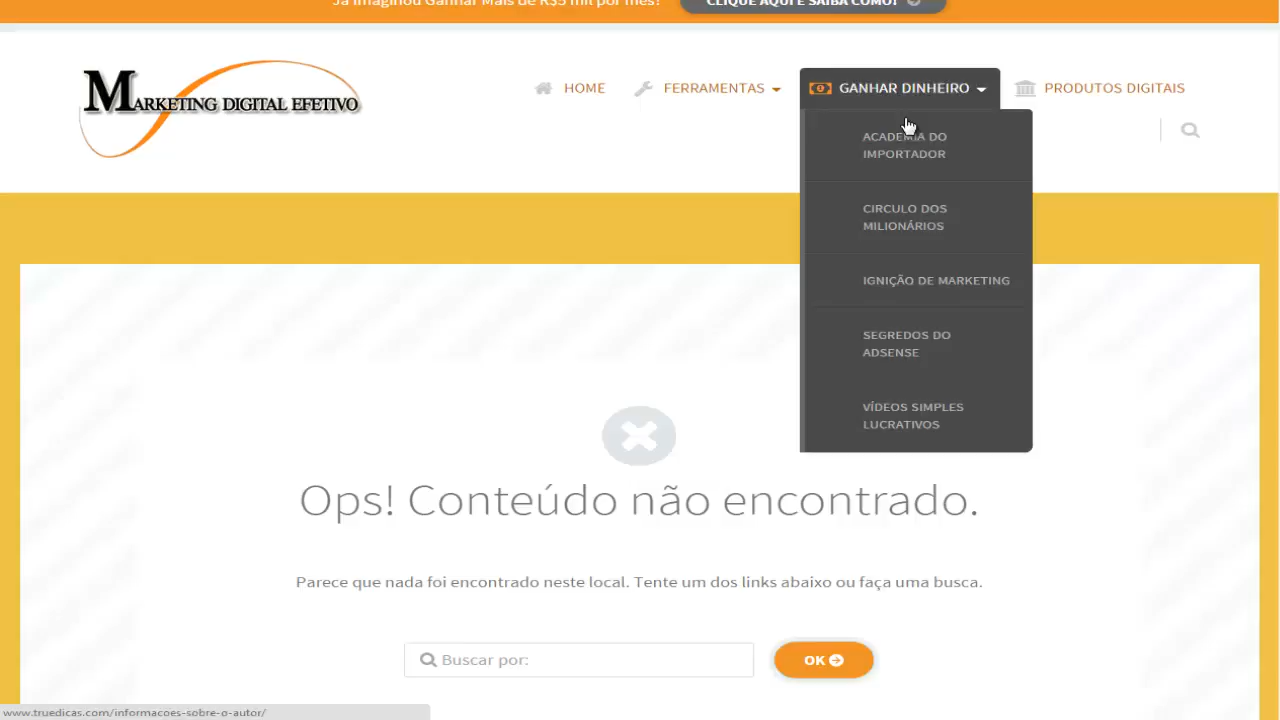 Já imaginou Ganhar Mais de R$5 mil por mês?
CLIQUE AQUI E SAIBA COMO!
MARKETING DIGITAL EFETIVO
HOME
FERRAMENTAS
GANHAR DINHEIRO
PRODUTOS DIGITAIS
ACADEMIA DO
IMPORTADOR
CIRCULO DOS
MILIONÁRIOS
IGNIÇÃO DE MARKETING
SEGREDOS DO
ADSENSE
VÍDEOS SIMPLES
LUCRATIVOS
Ops! Conteúdo não encontrado.
Parece que nada foi encontrado neste local. Tente um dos links abaixo ou faça uma busca.
Buscar por:
OK
www.truedicas.com/informacoes-sobre-o-autor/